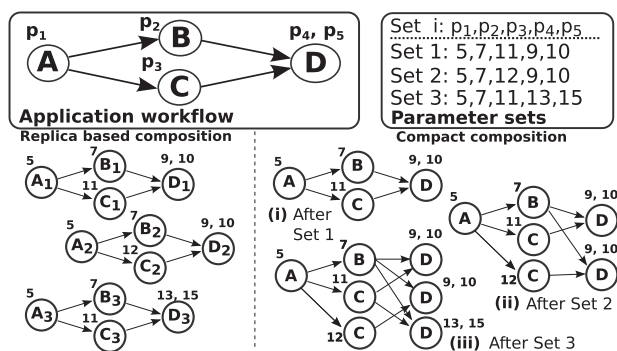 p1 p2 p3 p4, p5
A B C D
Application workflow
Set i: p1,p2,p3,p4,p5
Set 1: 5,7,11,9,10
Set 2: 5,7,12,9,10
Set 3: 5,7,11,13,15
Parameter sets
Replica based composition
5 7 11 9, 10
A1 B1 C1 D1
5 7 12 9, 10
A2 B2 C2 D2
5 7 11 13, 15
A3 B3 C3 D3
Compact composition
5 7 11 9, 10
A B C D
(i) After
Set 1
5 7 11 12 9, 10 9, 10
A B C C D D
(ii) After Set 2
5 7 11 12 9, 10 9, 10 13, 15
A B C C D D D
(iii) After Set 3